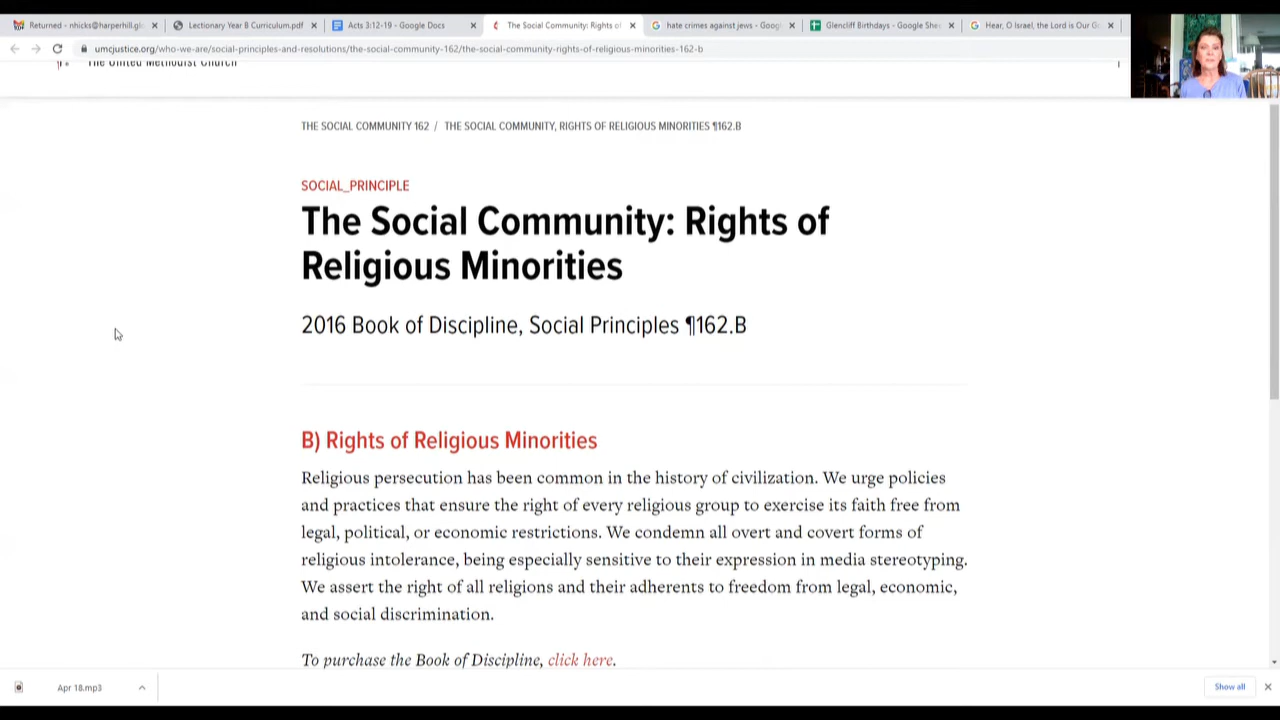 Returned - nhicks@harperhill.gl
Lectionary Year B Curriculum.pdf
Acts 3:12-19 - Google Docs
The Social Community: Rights of
hate crimes against jews - Goog
Glencliff Birthdays - Google She
Hear, O Israel, the Lord is Our G
umcjustice.org/who-we-are/social-principles-and-resolutions/the-social-community-162/the-social-community-rights-of-religious-minorities-162-b
The United Methodist Church
THE SOCIAL COMMUNITY 162 / THE SOCIAL COMMUNITY, RIGHTS OF RELIGIOUS MINORITIES ¶162.B
SOCIAL_PRINCIPLE
The Social Community: Rights of
Religious Minorities
2016 Book of Discipline, Social Principles ¶162.B
B) Rights of Religious Minorities
Religious persecution has been common in the history of civilization. We urge policies
and practices that ensure the right of every religious group to exercise its faith free from
legal, political, or economic restrictions. We condemn all overt and covert forms of
religious intolerance, being especially sensitive to their expression in media stereotyping.
We assert the right of all religions and their adherents to freedom from legal, economic,
and social discrimination.
To purchase the Book of Discipline, click here.
Apr 18.mp3
Show all